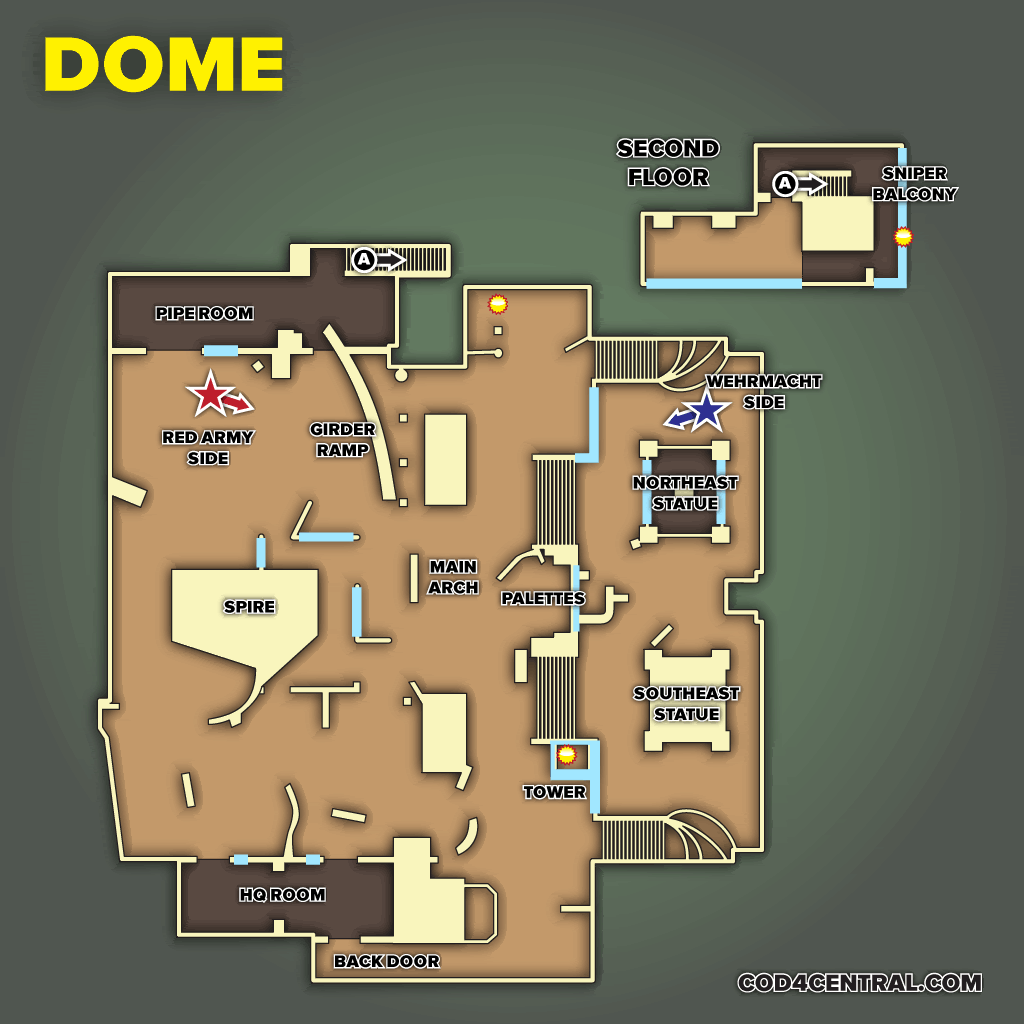 DOME
SECOND
FLOOR
A
SNIPER
BALCONY
A
PIPE ROOM
WEHRMACHT
SIDE
RED ARMY
SIDE
GIRDER
RAMP
NORTHEAST
STATUE
MAIN
ARCH
PALETTES
SPIRE
SOUTHEAST
STATUE
TOWER
HQ ROOM
BACK DOOR
COD4CENTRAL.COM